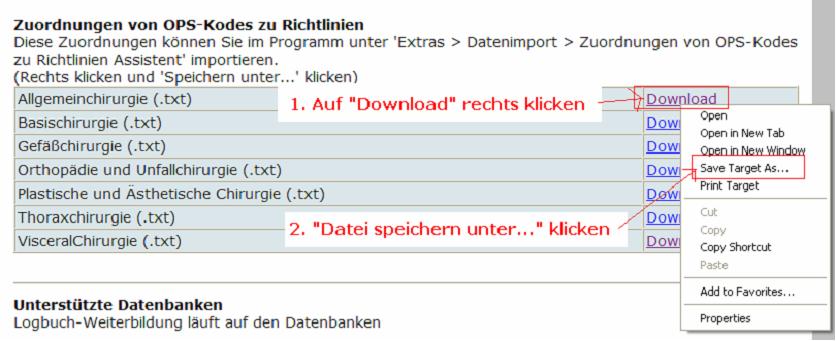 Zuordnungen von OPS-Kodes zu Richtlinien
Diese Zuordnungen können Sie im Programm unter 'Extras > Datenimport > Zuordnungen von OPS-Kodes
zu Richtlinien Assistent' importieren.
(Rechts klicken und 'Speichern unter...' klicken)
Allgemeinchirurgie (.txt)
1. Auf "Download" rechts klicken
Download
Basischirurgie (.txt)
Dow
Gefäßchirurgie (.txt)
Dow
Orthopädie und Unfallchirurgie (.txt)
Dow
Plastische und Ästhetische Chirurgie (.txt)
Dow
Thoraxchirurgie (.txt)
Dow
2. "Datei speichern unter..." klicken
VisceralChirurgie (.txt)
Dow
Open
Open in New Tab
Open in New Window
Save Target As...
Print Target
Cut
Copy
Copy Shortcut
Paste
Add to Favorites...
Properties
Unterstützte Datenbanken
Logbuch-Weiterbildung läuft auf den Datenbanken